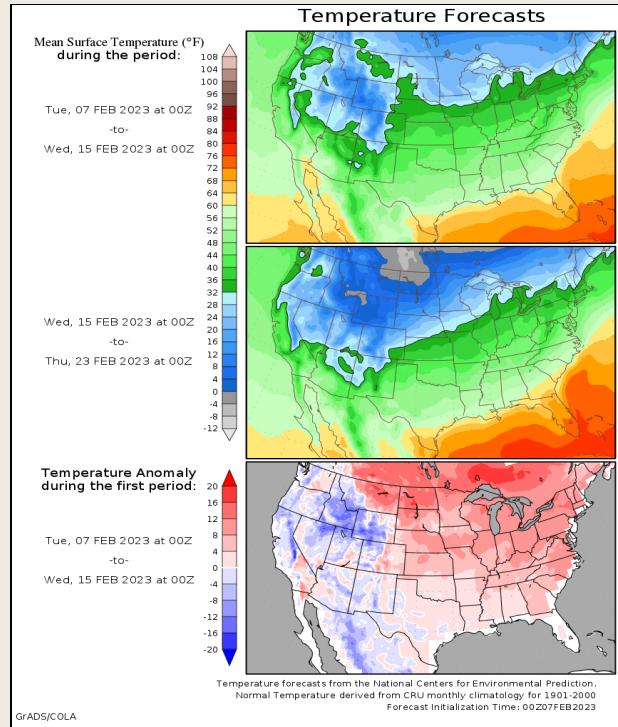 Temperature Forecasts
Mean Surface Temperature (°F)
during the period:
Tue, 07 FEB 2023 at 00Z
-to-
Wed, 15 FEB 2023 at 00Z
108
104
100
96
92
88
84
80
76
72
68
64
60
56
52
48
44
40
36
32
28
24
20
16
12
8
4
0
-4
-8
-12
Wed, 15 FEB 2023 at 00Z
-to-
Thu, 23 FEB 2023 at 00Z
Temperature Anomaly
during the first period:
Tue, 07 FEB 2023 at 00Z
-to-
Wed, 15 FEB 2023 at 00Z
20
16
12
8
4
0
-4
-8
-12
-16
-20
Temperature forecasts from the National Centers for Environmental Prediction.
Normal Temperature derived from CRU monthly climatology for 1901-2000
Forecast Initialization Time: 00Z07FEB2023
GrADS/COLA